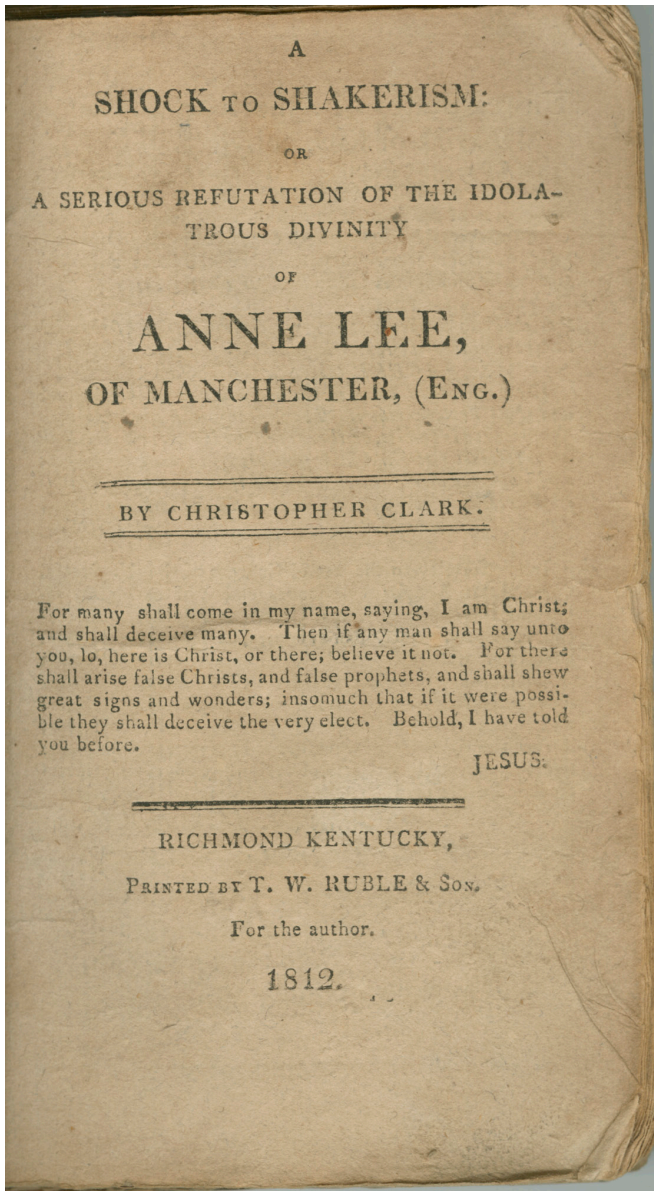 A
SHOCK TO SHAKERISM:
OR
A SERIOUS REFUTATION OF THE IDOLA-
TROUS DIVINITY
OF
ANNE LEE,
OF MANCHESTER, (ENG.)
BY CHRISTOPHER CLARK.
For many shall come in my name, saying, I am Christ;
and shall deceive many. Then if any man shall say unto
you, lo, here is Christ, or there; believe it not. For there
shall arise false Christs, and false prophets, and shall shew
great signs and wonders; insomuch that if it were possi-
ble they shall deceive the very elect. Behold, I have told
you before.
JESUS.
RICHMOND KENTUCKY,
PRINTED BY T. W. RUBLE & SON.
For the author.
1812.